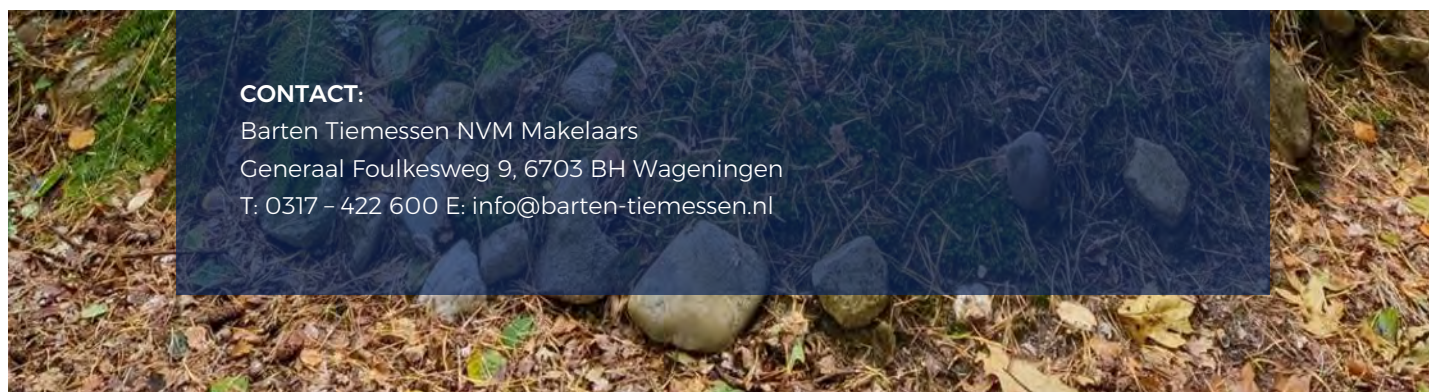 CONTACT:
Barten Tiemessen NVM Makelaars
Generaal Foulkesweg 9, 6703 BH Wageningen
T: 0317 – 422 600 E: info@barten-tiemessen.nl